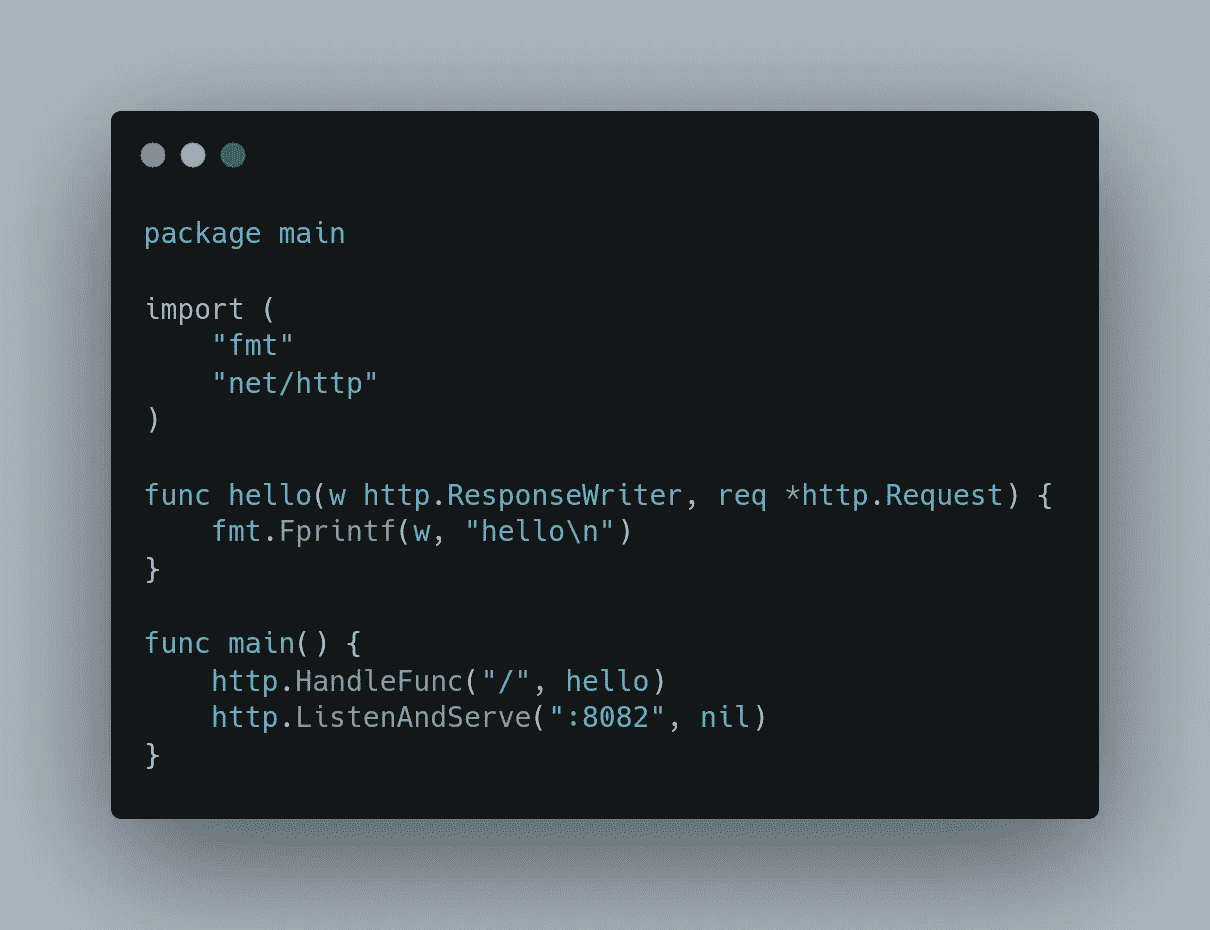 package main
import (
    "fmt"
    "net/http"
)
func hello(w http.ResponseWriter, req *http.Request) {
    fmt.Fprintf(w, "hello\n")
}
func main() {
    http.HandleFunc("/", hello)
    http.ListenAndServe(":8082", nil)
}